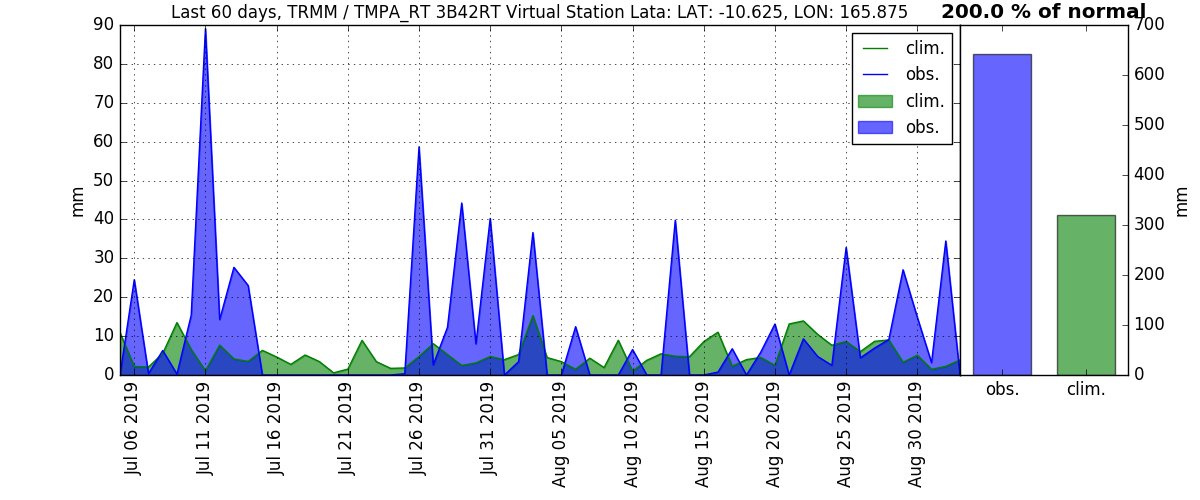 Last 60 days, TRMM / TMPA_RT 3B42RT Virtual Station Lata: LAT: -10.625, LON: 165.875
200.0 % of normal
90
80
70
60
50
40
30
20
10
0
mm
clim.
obs.
clim.
obs.
700
600
500
400
300
200
100
0
mm
Jul 06 2019
Jul 11 2019
Jul 16 2019
Jul 21 2019
Jul 26 2019
Jul 31 2019
Aug 05 2019
Aug 10 2019
Aug 15 2019
Aug 20 2019
Aug 25 2019
Aug 30 2019
obs.
clim.